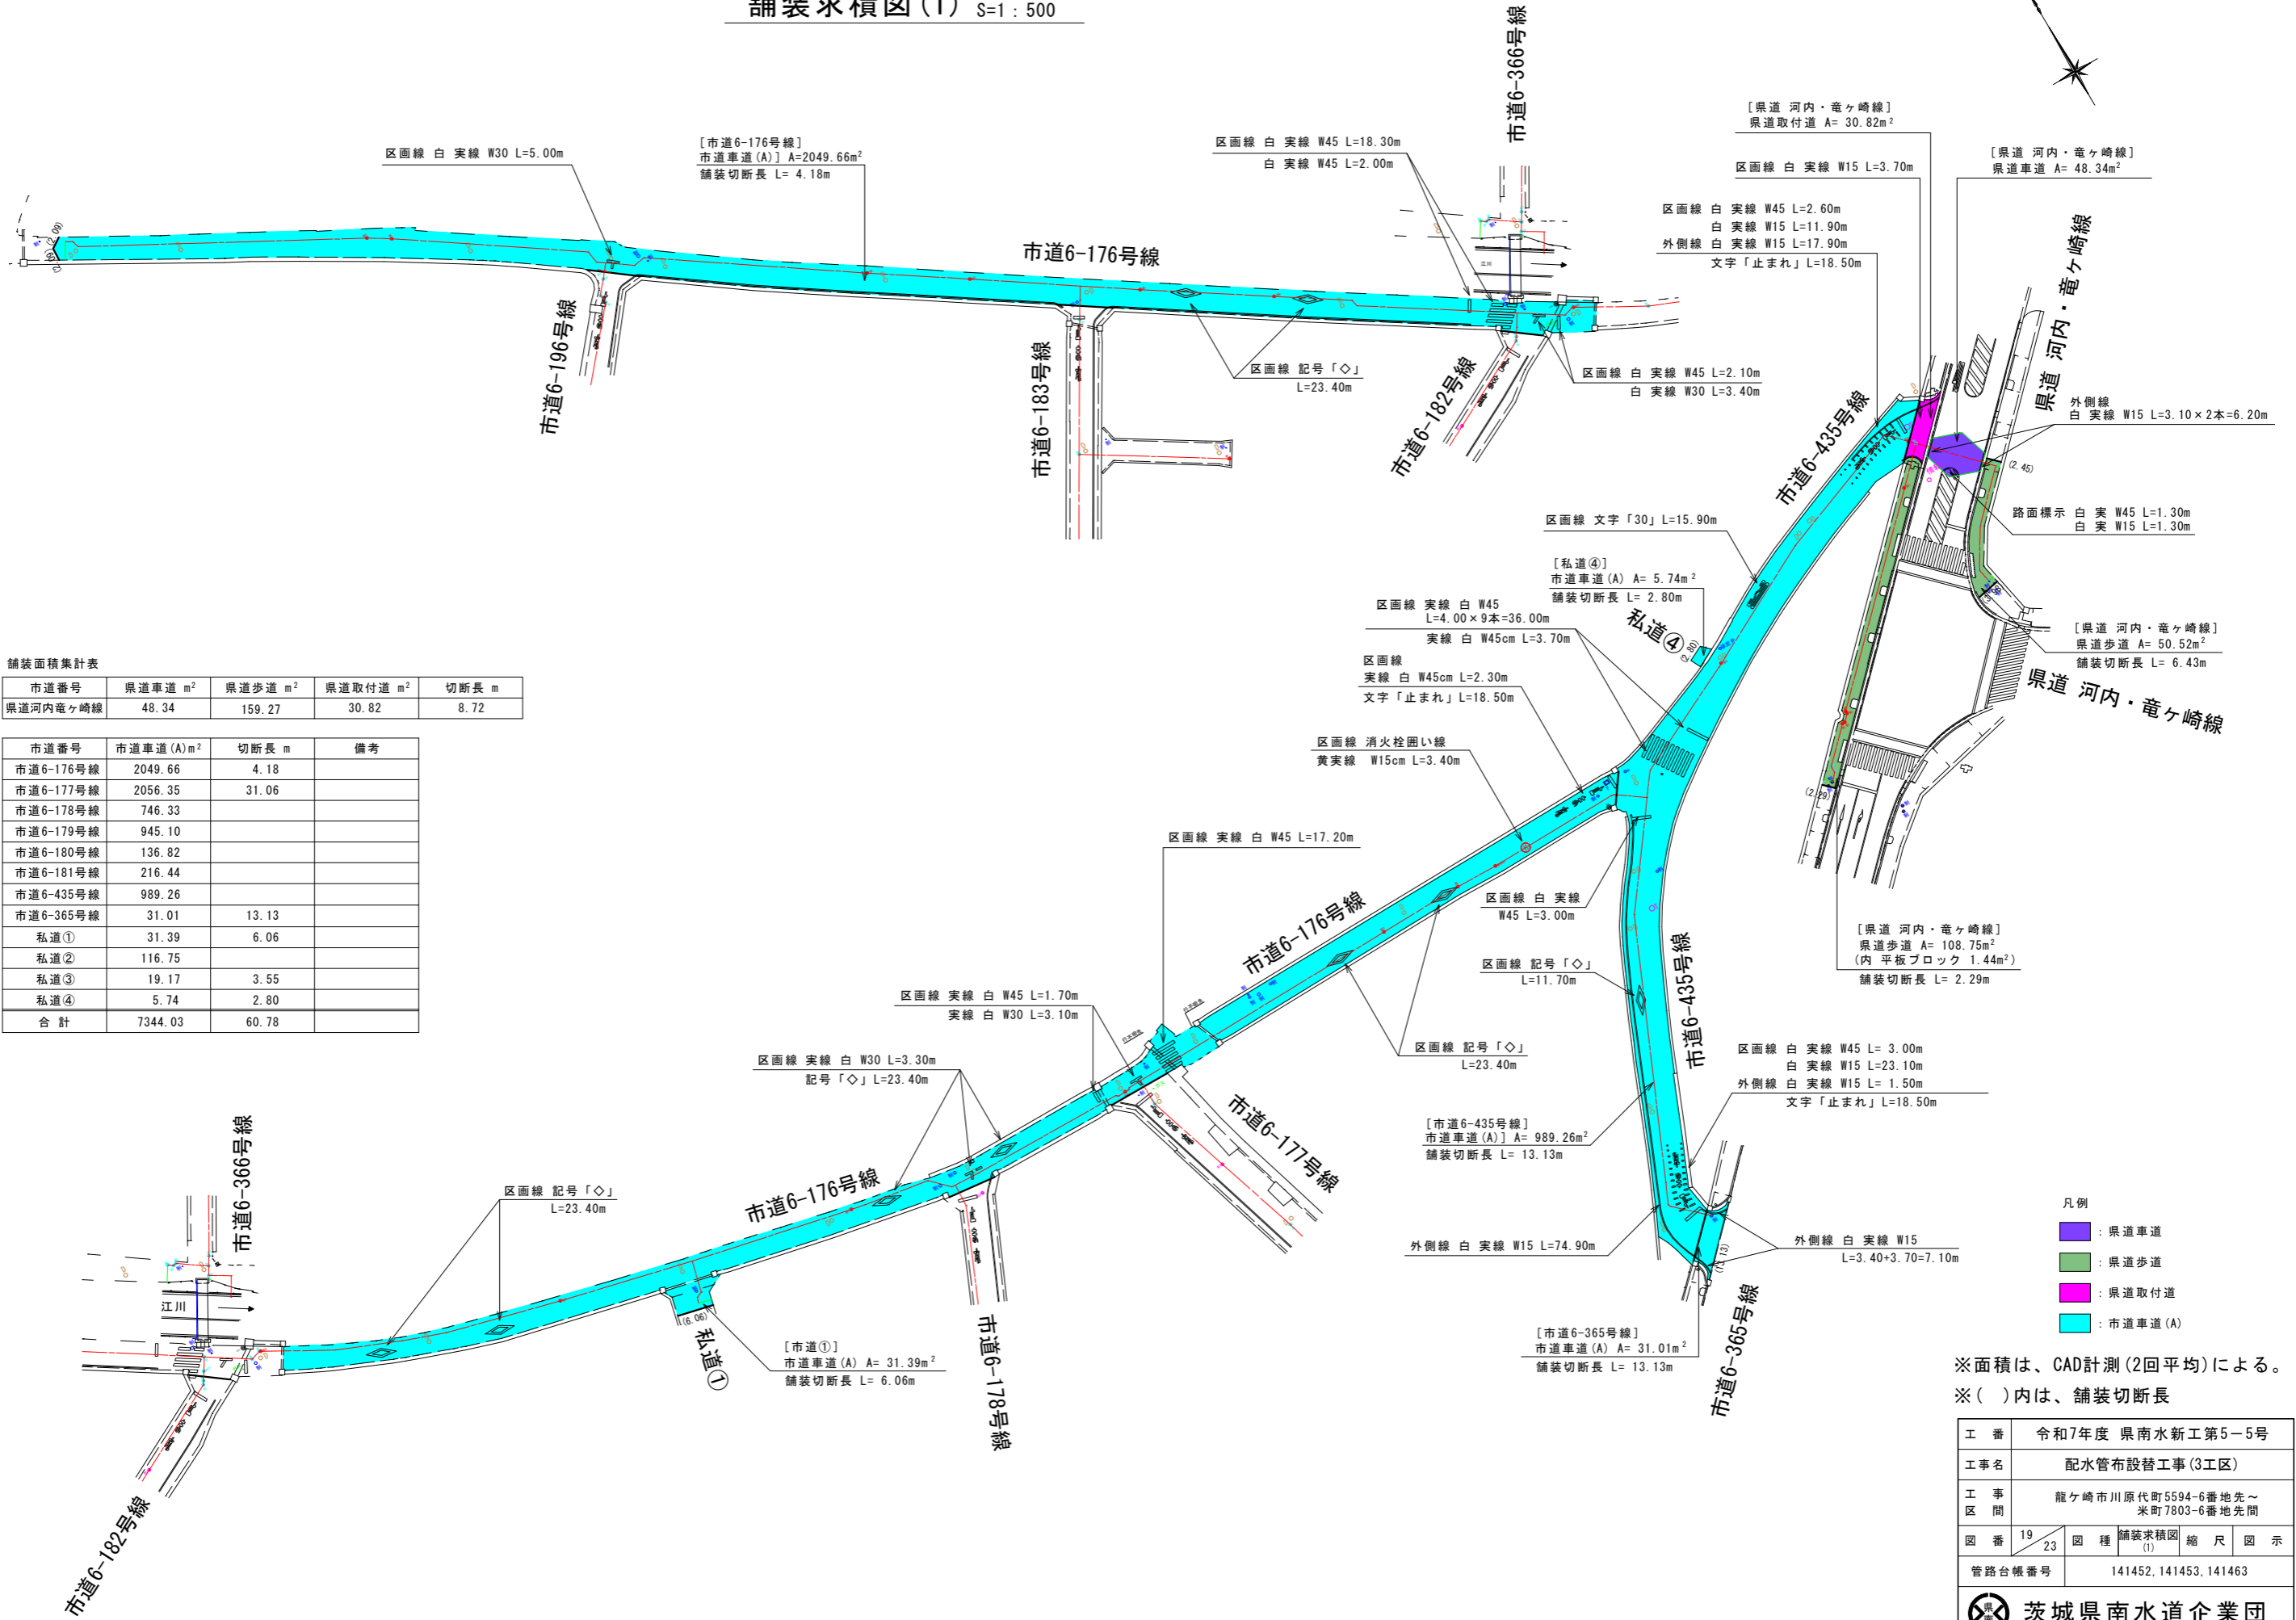 舗装求積図(1) S=1：500
市道6-366号線
[県道 河内・竜ヶ崎線]
県道取付道 A= 30.82m²
[県道 河内・竜ヶ崎線]
県道車道 A= 48.34m²
区画線 白 実線 W30 L=5.00m
[市道6-176号線]
市道車道(A)] A=2049.66m²
舗装切断長 L= 4.18m
区画線 白 実線 W45 L=18.30m
白 実線 W45 L=2.00m
区画線 白 実線 W15 L=3.70m
区画線 白 実線 W45 L=2.60m
白 実線 W15 L=11.90m
外側線 白 実線 W15 L=17.90m
文字「止まれ」L=18.50m
県道 河内・竜ヶ崎線
(2.09)
市道6-176号線
江川
市道6-196号線
市道6-183号線
市道6-182号線
区画線 記号「◇」
L=23.40m
区画線 白 実線 W45 L=2.10m
白 実線 W30 L=3.40m
市道6-435号線
外側線
白 実線 W15 L=3.10×2本=6.20m
(2.45)
路面標示 白 実 W45 L=1.30m
白 実 W15 L=1.30m
区画線 文字「30」L=15.90m
[私道④]
市道車道(A) A= 5.74m²
舗装切断長 L= 2.80m
私道④
(2.80)
区画線 実線 白 W45
L=4.00×9本=36.00m
実線 白 W45cm L=3.70m
区画線
実線 白 W45cm L=2.30m
文字「止まれ」L=18.50m
[県道 河内・竜ヶ崎線]
県道歩道 A= 50.52m²
舗装切断長 L= 6.43m
県道 河内・竜ヶ崎線
区画線 消火栓囲い線
黄実線 W15cm L=3.40m
(2.29)
舗装面積集計表
市道番号 県道車道 m² 県道歩道 m² 県道取付道 m² 切断長 m
県道河内竜ヶ崎線 48.34 159.27 30.82 8.72
市道番号 市道車道(A)m² 切断長 m 備考
市道6-176号線 2049.66 4.18
市道6-177号線 2056.35 31.06
市道6-178号線 746.33
市道6-179号線 945.10
市道6-180号線 136.82
市道6-181号線 216.44
市道6-435号線 989.26
市道6-365号線 31.01 13.13
私道① 31.39 6.06
私道② 116.75
私道③ 19.17 3.55
私道④ 5.74 2.80
合 計 7344.03 60.78
区画線 実線 白 W45 L=17.20m
区画線 白 実線
W45 L=3.00m
市道6-176号線
[県道 河内・竜ヶ崎線]
県道歩道 A= 108.75m²
(内 平板ブロック 1.44m²)
舗装切断長 L= 2.29m
区画線 記号「◇」
L=11.70m
市道6-435号線
区画線 実線 白 W45 L=1.70m
実線 白 W30 L=3.10m
区画線 記号「◇」
L=23.40m
区画線 実線 白 W30 L=3.30m
記号「◇」L=23.40m
区画線 白 実線 W45 L= 3.00m
白 実線 W15 L=23.10m
外側線 白 実線 W15 L= 1.50m
文字「止まれ」L=18.50m
市道6-177号線
[市道6-435号線]
市道車道(A)] A= 989.26m²
舗装切断長 L= 13.13m
市道6-366号線
区画線 記号「◇」
L=23.40m
市道6-176号線
外側線 白 実線 W15 L=74.90m
外側線 白 実線 W15
L=3.40+3.70=7.10m
(13.13)
江川
(6.06)
私道①
[市道①]
市道車道(A) A= 31.39m²
舗装切断長 L= 6.06m
市道6-178号線
[市道6-365号線]
市道車道(A) A= 31.01m²
舗装切断長 L= 13.13m
市道6-365号線
市道6-182号線
凡例
：県道車道
：県道歩道
：県道取付道
：市道車道(A)
※面積は、CAD計測(2回平均)による。
※( )内は、舗装切断長
工 番 令和7年度 県南水新工第5－5号
工事名 配水管布設替工事(3工区)
工 事 区 間 龍ケ崎市川原代町5594-6番地先～
米町7803-6番地先間
図 番 19/23 図 種 舗装求積図(1) 縮 尺 図 示
管路台帳番号 141452,141453,141463
茨城県南水道企業団